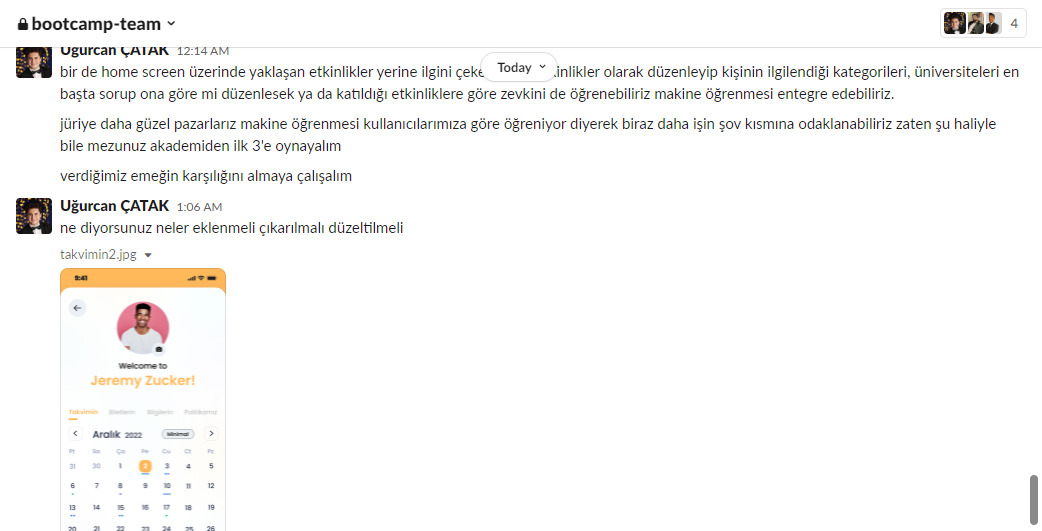 bootcamp-team
4
Uğurcan ÇATAK 12:14 AM
Today
bir de home screen üzerinde yaklaşan etkinlikler yerine ilgini çeke inlikler olarak düzenleyip kişinin ilgilendiği kategorileri, üniversiteleri en
başta sorup ona göre mi düzenlesek ya da katıldığı etkinliklere göre zevkini de öğrenebiliriz makine öğrenmesi entegre edebiliriz.
jüriye daha güzel pazarlarız makine öğrenmesi kullanıcılarımıza göre öğreniyor diyerek biraz daha işin şov kısmına odaklanabiliriz zaten şu haliyle
bile mezunuz akademiden ilk 3'e oynayalım
verdiğimiz emeğin karşılığını almaya çalışalım
Uğurcan ÇATAK 1:06 AM
ne diyorsunuz neler eklenmeli çıkarılmalı düzeltilmeli
takvimin2.jpg
9:41
Welcome to
Jeremy Zucker!
Takvimin Biletlerin Bilgilerin Politikamız
< Aralık 2022 Minimal >
Pt Sa Ça Pe Cu Ct Pz
31 30 1 2 3 4 5
6 7 8 9 10 11 12
13 14 15 16 17 18 19
20 21 22 23 24 25 26